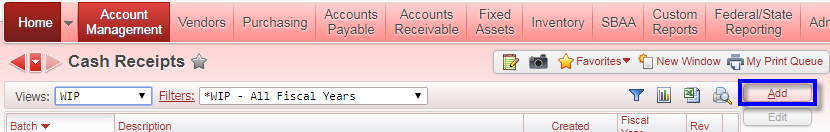 Home Account Management Vendors Purchasing Accounts Payable Accounts Receivable Fixed Assets Inventory SBAA Custom Reports Federal/State Reporting
Cash Receipts Favorites New Window My Print Queue
Views: WIP Filters: *WIP - All Fiscal Years Add
Edit
Batch Description Created Fiscal Rev